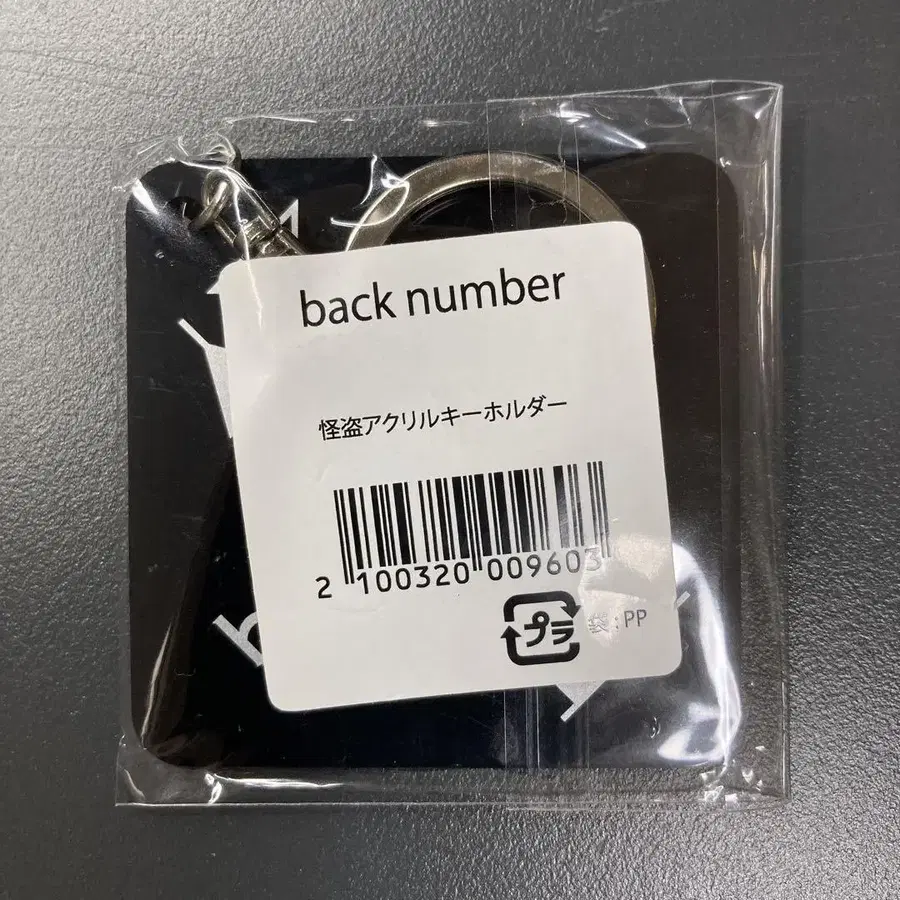 back number
怪盗アクリルキーホルダー
2 100320 009603
プラ 袋:PP